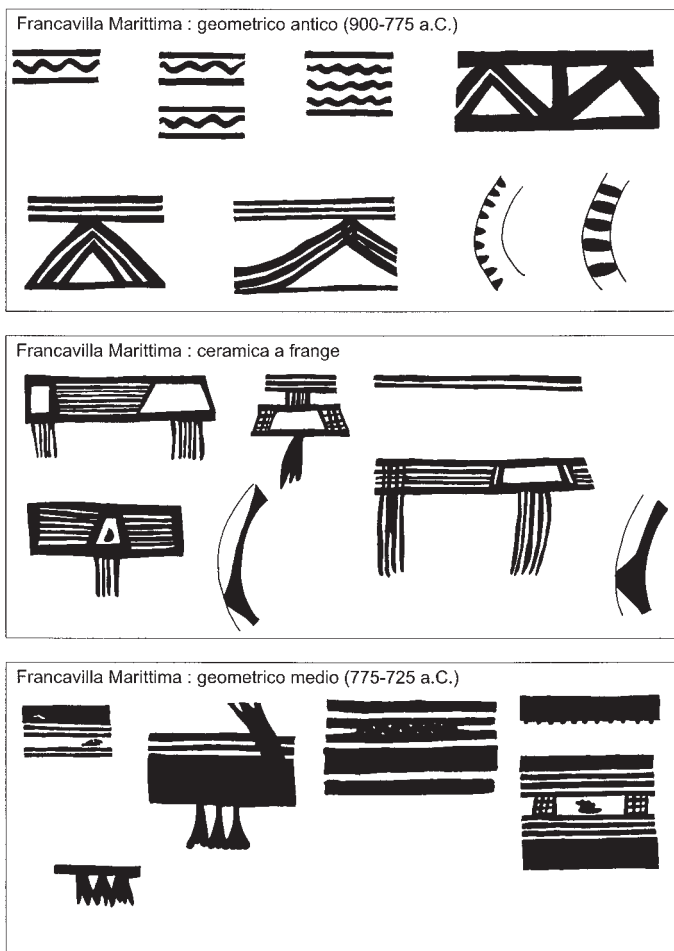 Francavilla Marittima : geometrico antico (900-775 a.C.)
Francavilla Marittima : ceramica a frange
Francavilla Marittima : geometrico medio (775-725 a.C.)